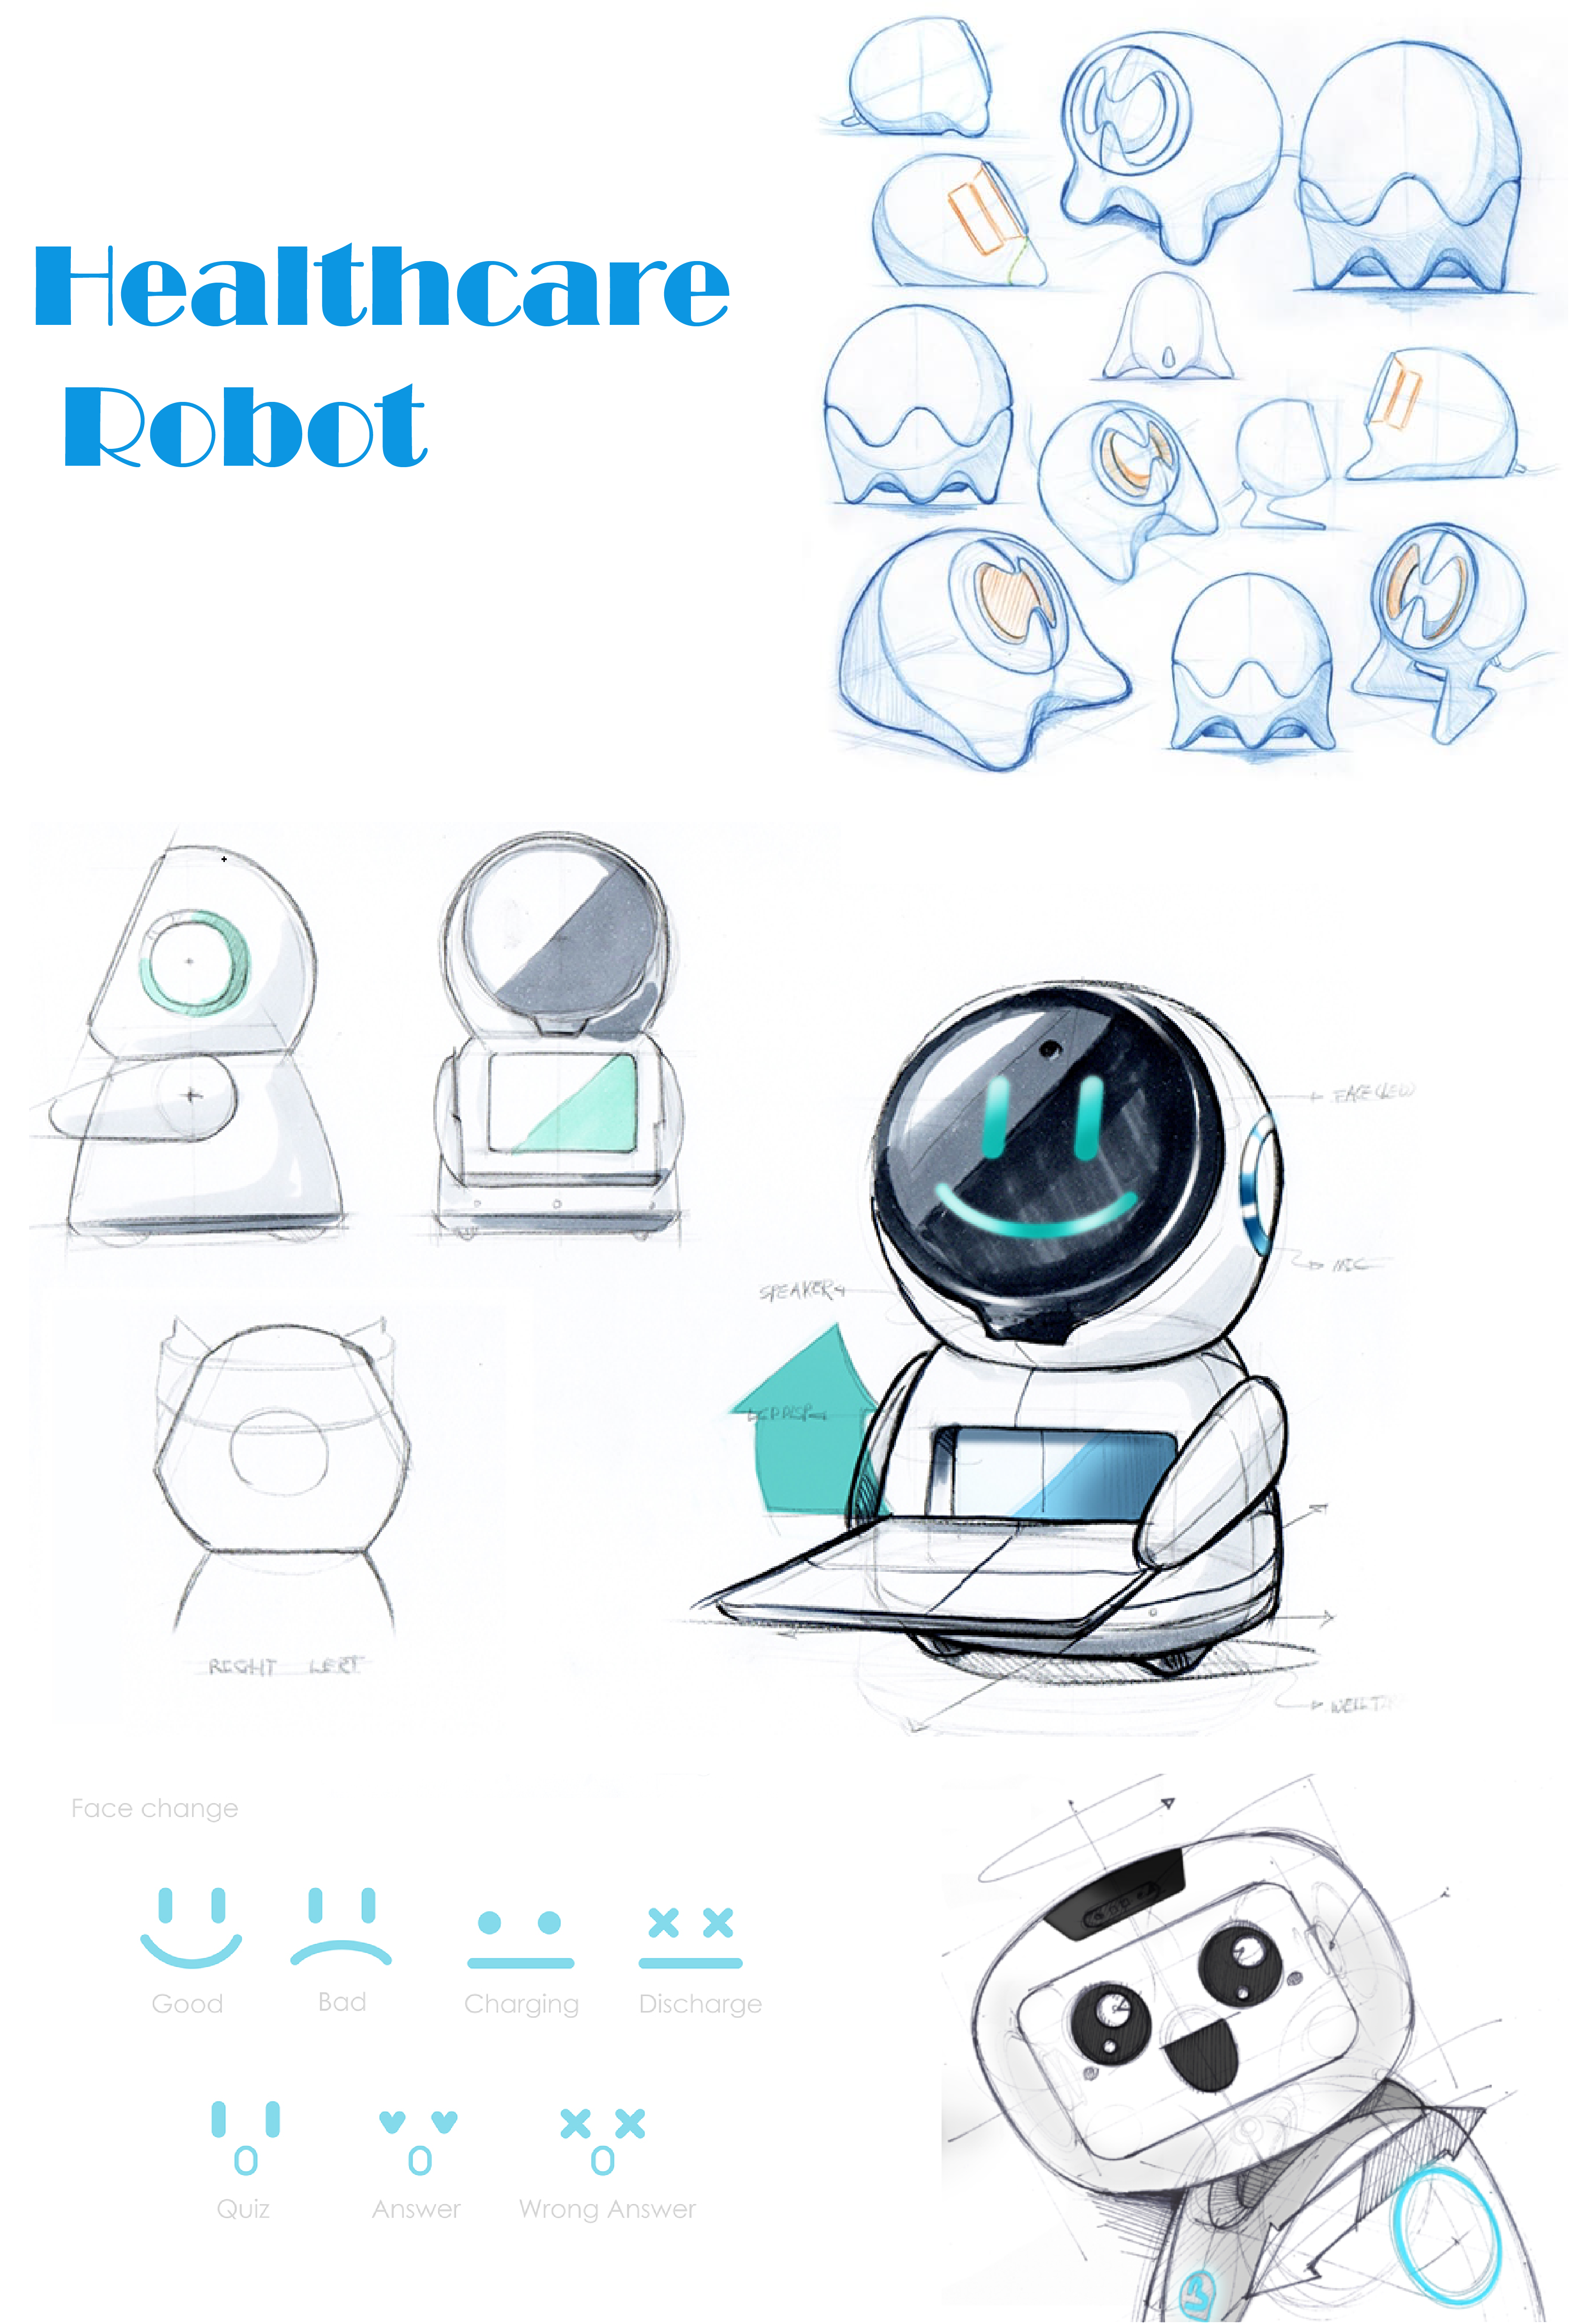 Healthcare
Robot
FACE(LED)
MIC
SPEAKER
RIGHT LEFT
Face change
Good Bad Charging Discharge
Quiz Answer Wrong Answer